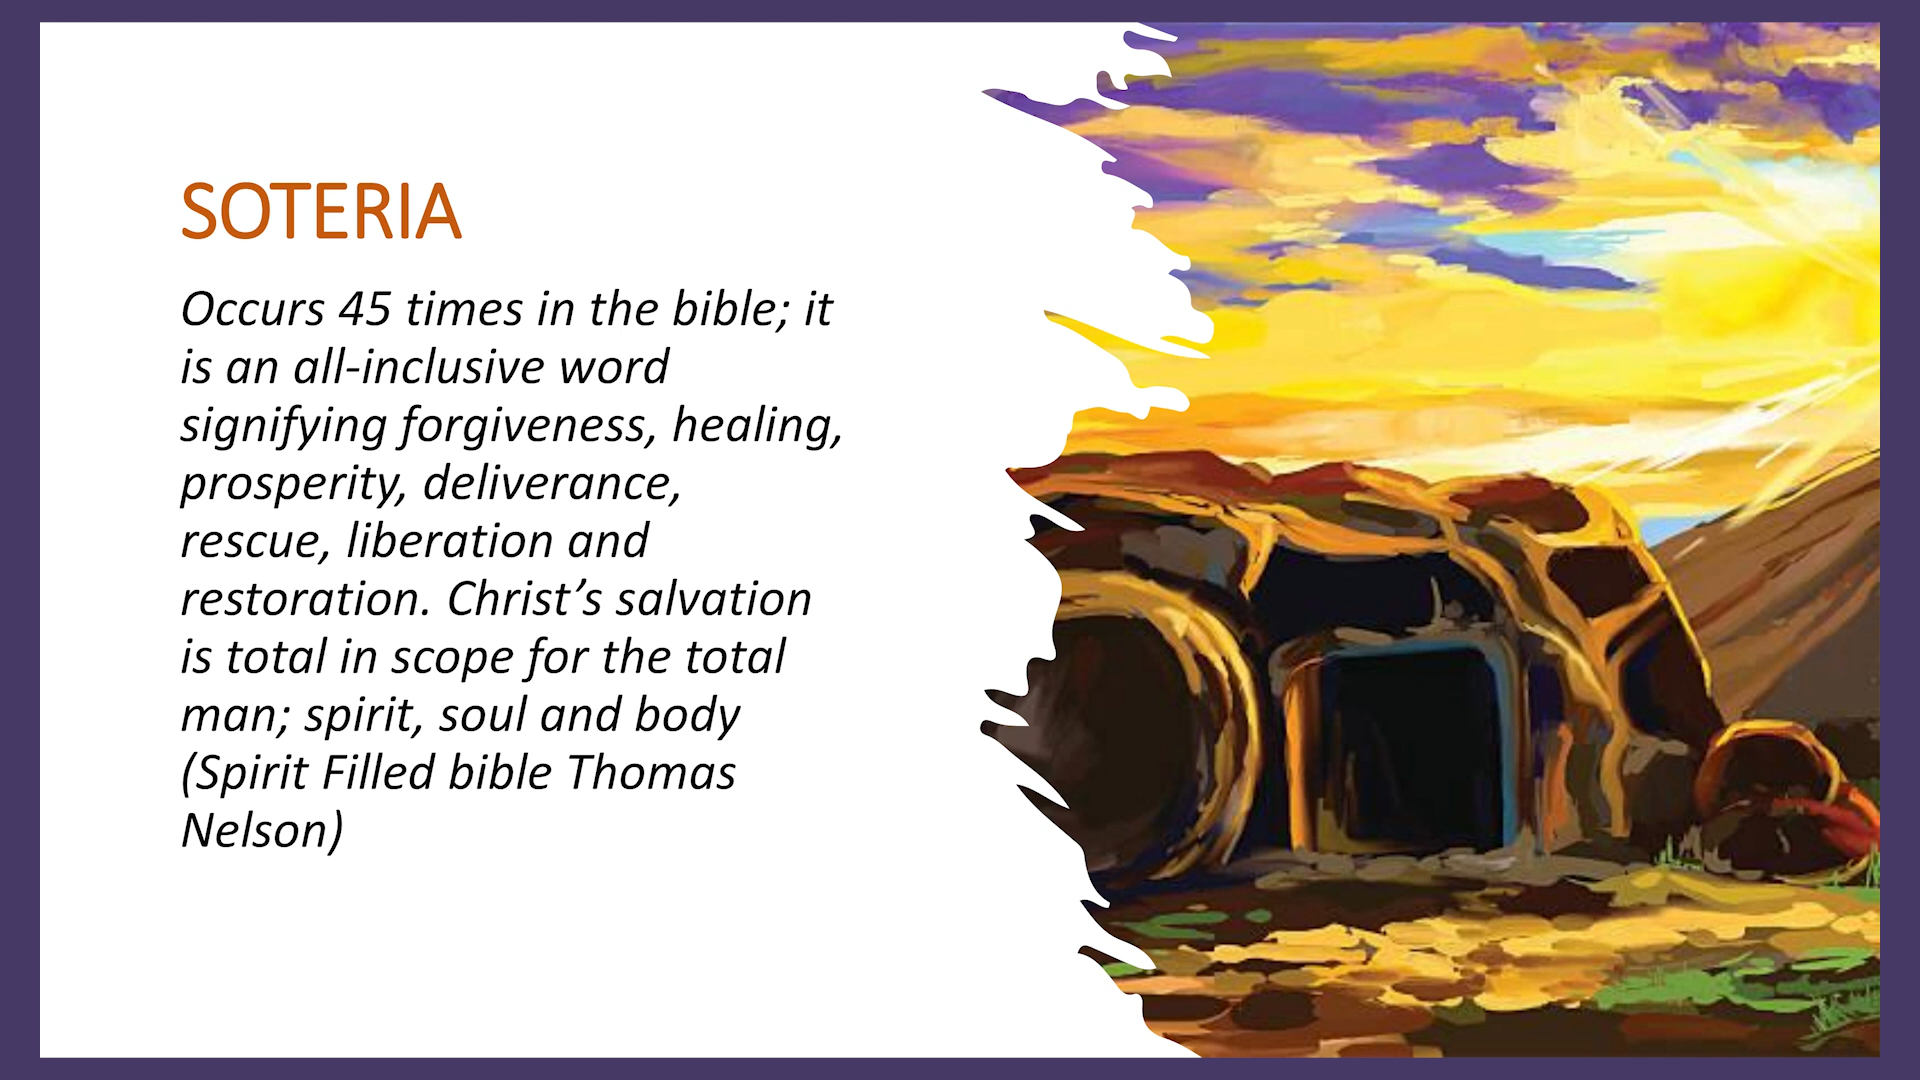 SOTERIA
Occurs 45 times in the bible; it
is an all-inclusive word
signifying forgiveness, healing,
prosperity, deliverance,
rescue, liberation and
restoration. Christ’s salvation
is total in scope for the total
man; spirit, soul and body
(Spirit Filled bible Thomas
Nelson)